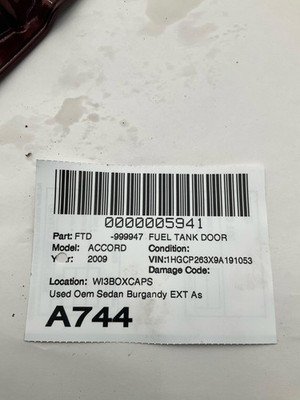 0000005941
Part: FTD -999947 FUEL TANK DOOR
Model: ACCORD Condition:
Year: 2009 VIN:1HGCP263X9A191053
Damage Code:
Location: WI3BOXCAPS
Used Oem Sedan Burgandy EXT As
A744